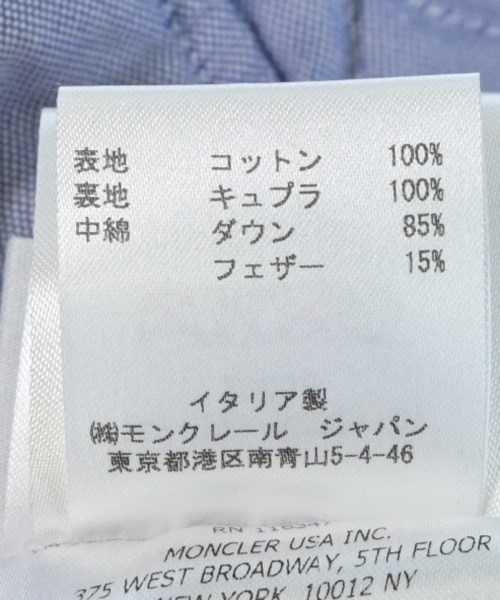 表地 コットン 100%
裏地 キュプラ 100%
中綿 ダウン 85%
フェザー 15%
イタリア製
㈱モンクレール ジャパン
東京都港区南青山5-4-46
RN
MONCLER USA INC.
375 WEST BROADWAY, 5TH FLOOR
NEW YORK, 10012 NY